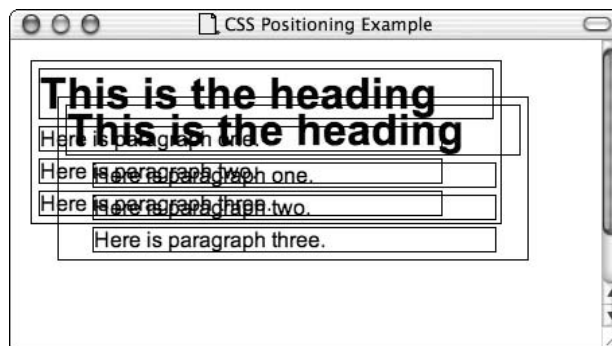 CSS Positioning Example
This is the heading
This is the heading
Here is paragraph one.
Here is paragraph two.
Here is paragraph one.
Here is paragraph three.
Here is paragraph two.
Here is paragraph three.